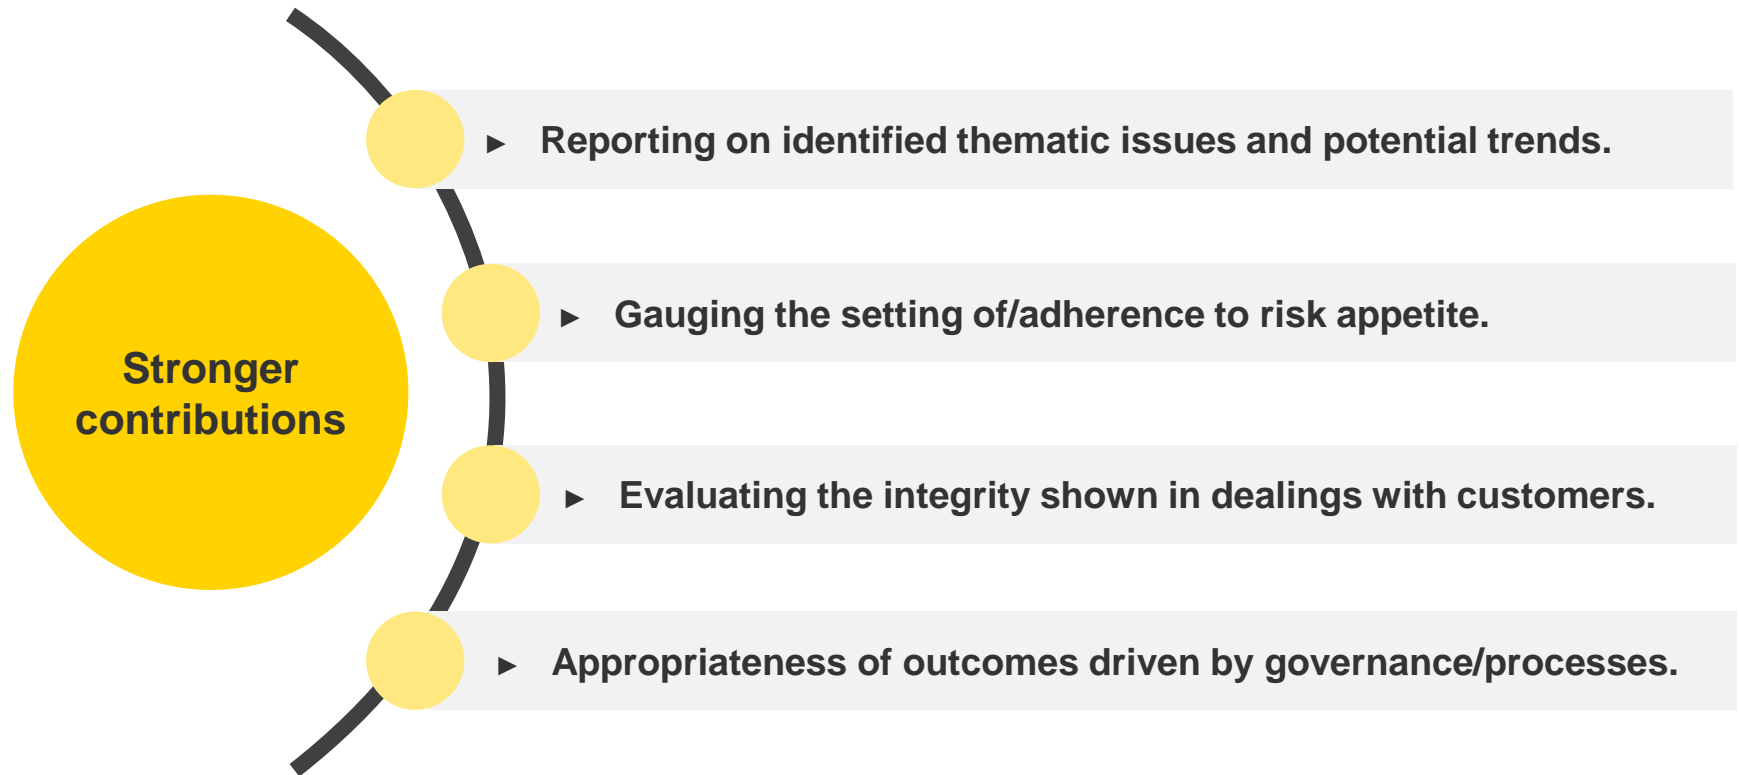 ► Reporting on identified thematic issues and potential trends.
► Gauging the setting of/adherence to risk appetite.
Stronger
contributions
► Evaluating the integrity shown in dealings with customers.
► Appropriateness of outcomes driven by governance/processes.